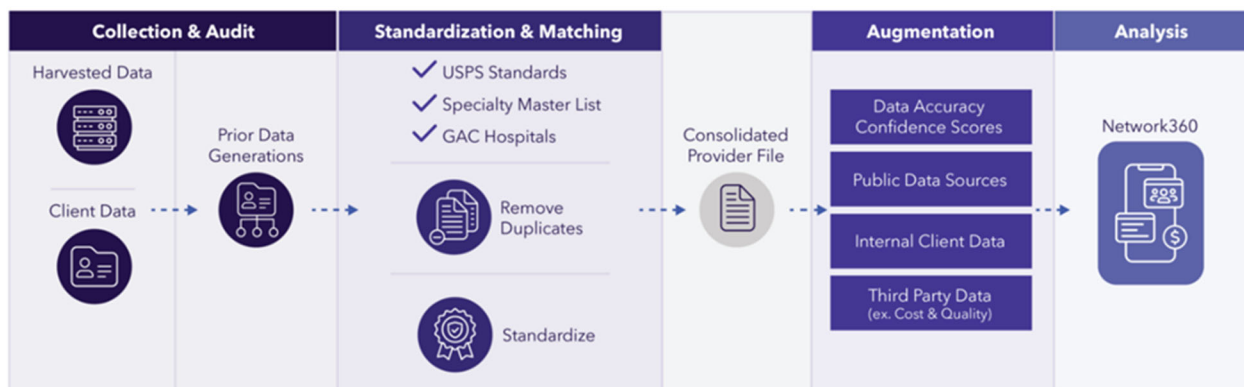 Collection & Audit
Standardization & Matching
Augmentation
Analysis
Harvested Data
Client Data
Prior Data
Generations
USPS Standards
Specialty Master List
GAC Hospitals
Remove
Duplicates
Standardize
Consolidated
Provider File
Data Accuracy
Confidence Scores
Public Data Sources
Internal Client Data
Third Party Data
(ex. Cost & Quality)
Network360
$